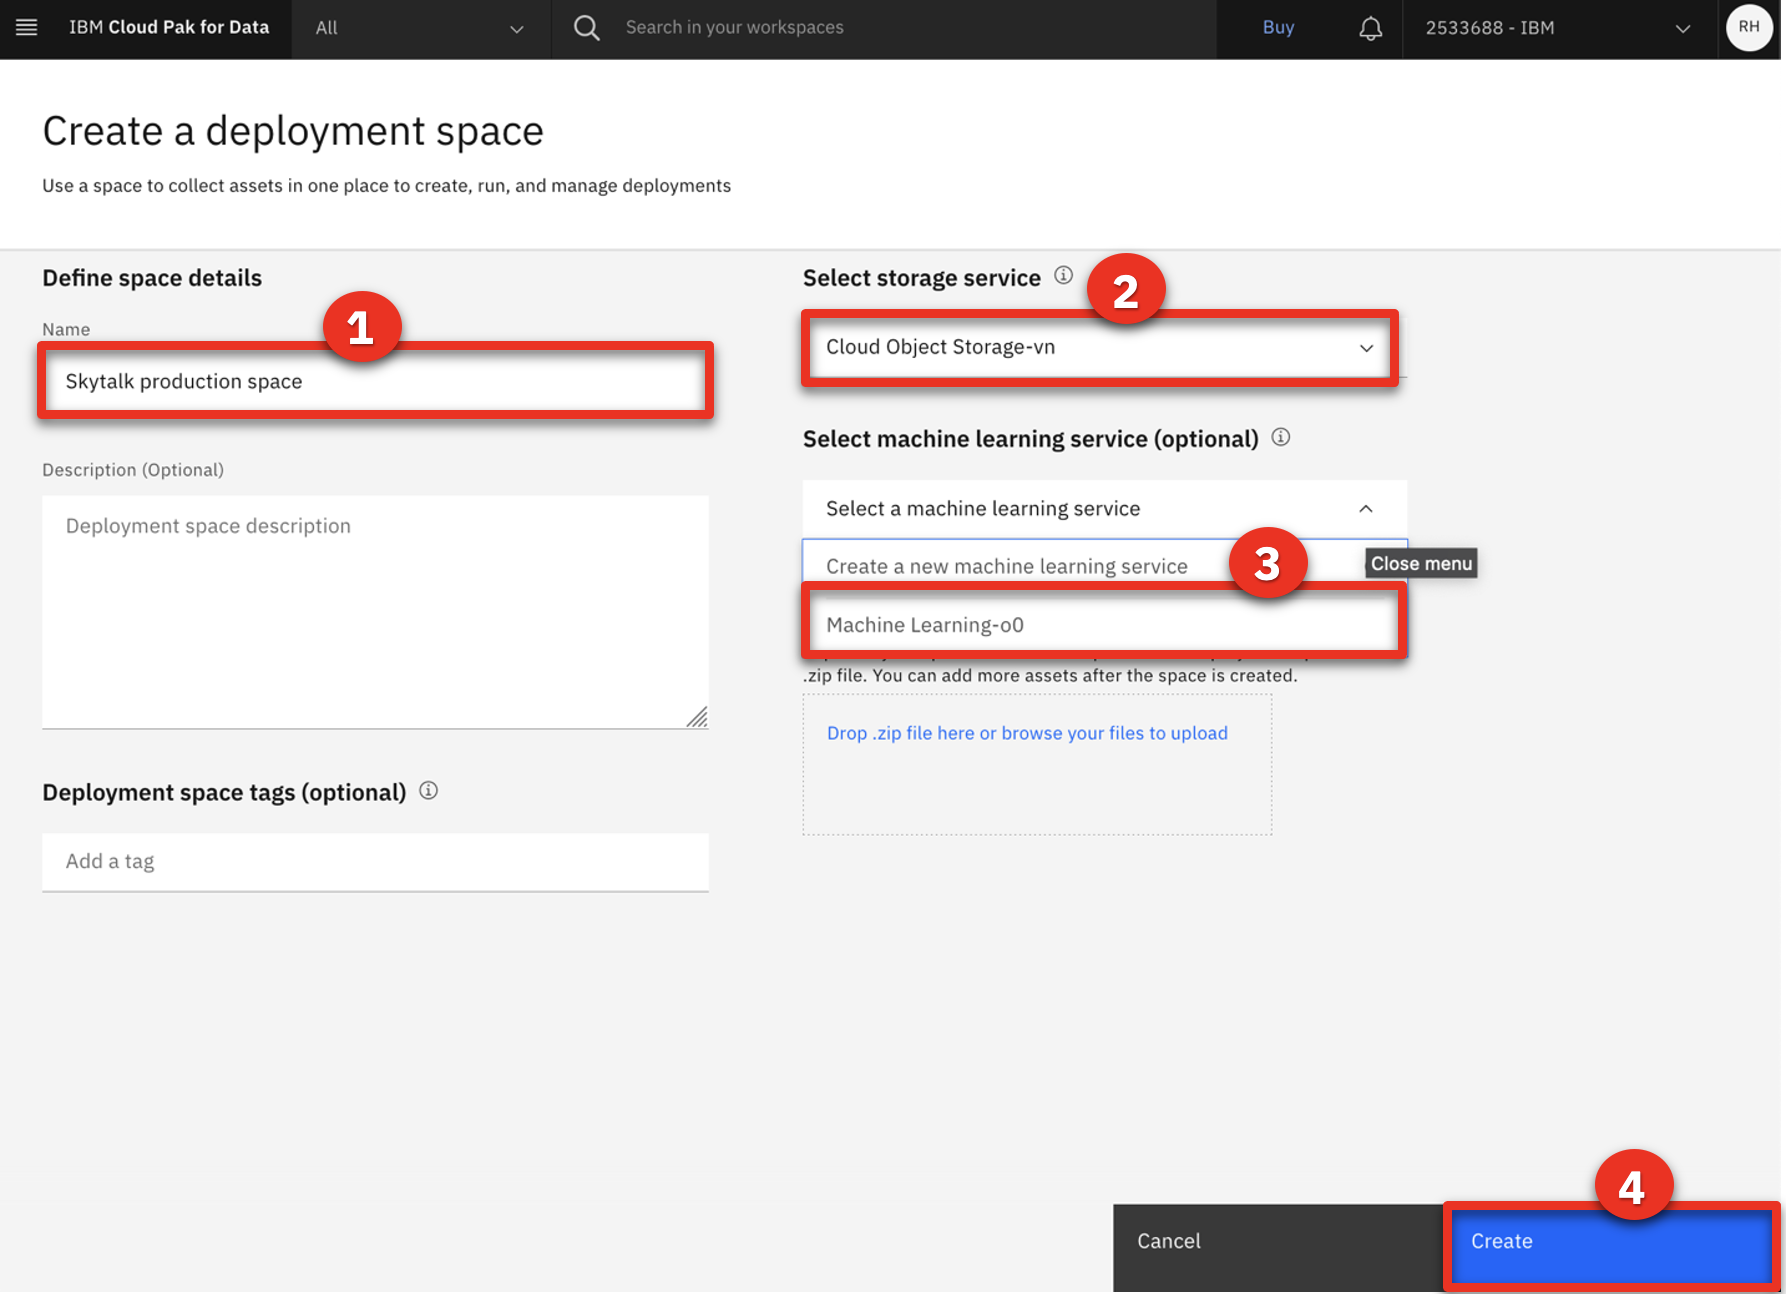 IBM Cloud Pak for Data
All
Search in your workspaces
Buy
2533688 - IBM
RH
Create a deployment space
Use a space to collect assets in one place to create, run, and manage deployments
Define space details
1
Name
Skytalk production space
Description (Optional)
Deployment space description
Deployment space tags (optional)
Add a tag
Select storage service
2
Cloud Object Storage-vn
Select machine learning service (optional)
Select a machine learning service
Create a new machine learning service
3
Close menu
Machine Learning-o0
.zip file. You can add more assets after the space is created.
Drop .zip file here or browse your files to upload
4
Cancel
Create